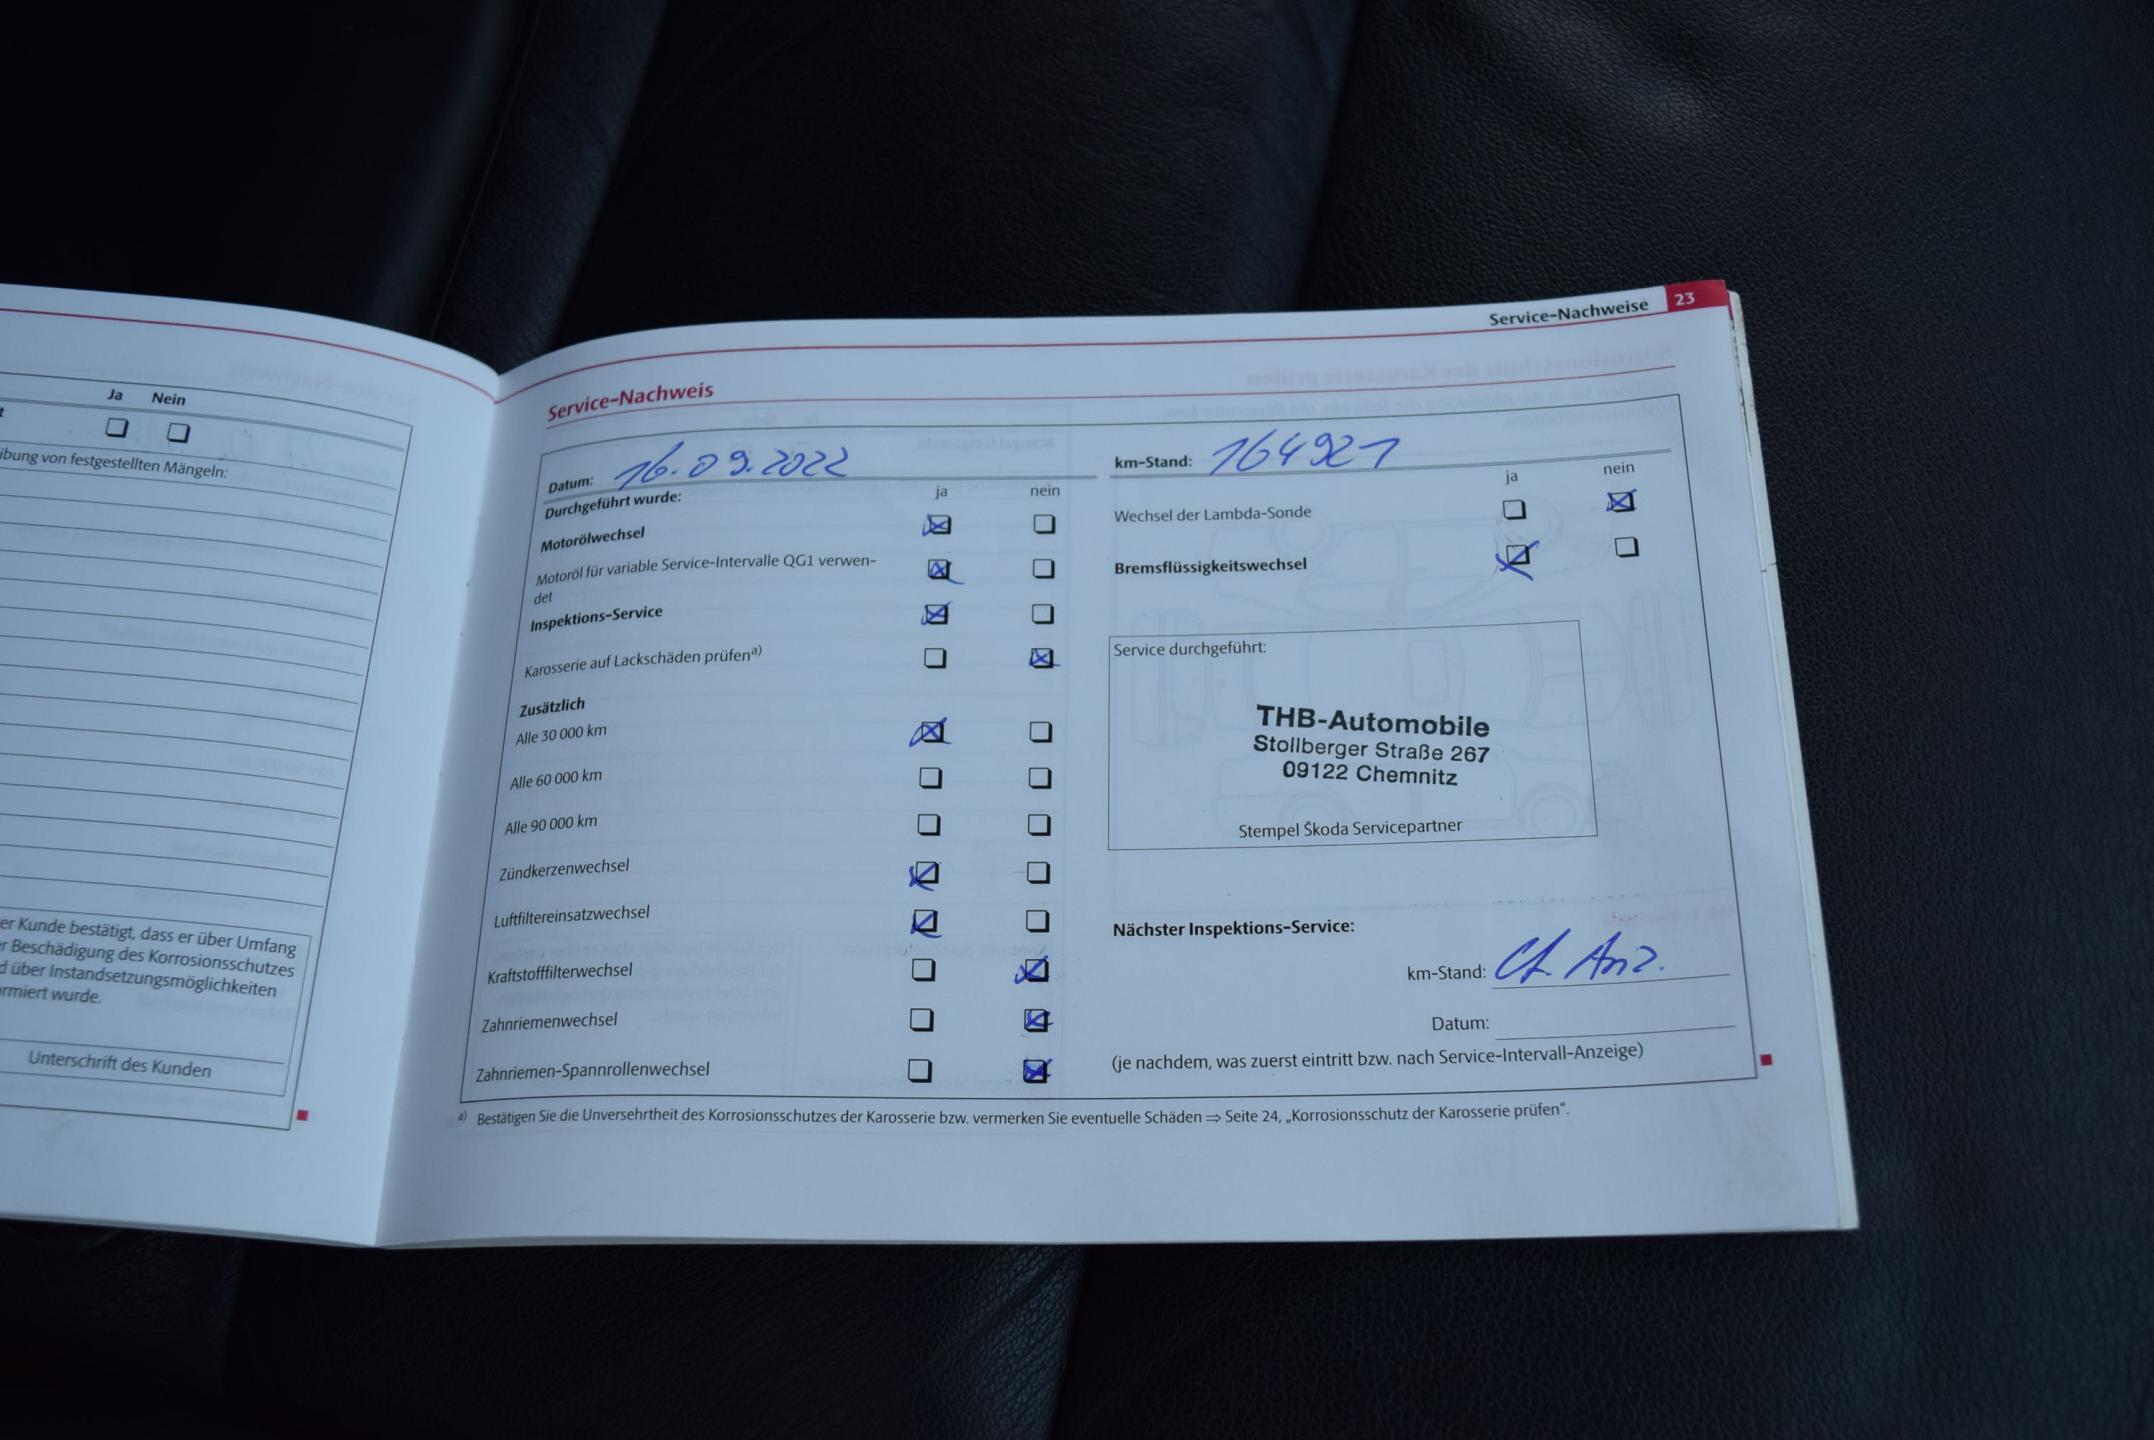 Ja Nein
t
ibung von festgestellten Mängeln:
er Kunde bestätigt, dass er über Umfang
r Beschädigung des Korrosionsschutzes
d über Instandsetzungsmöglichkeiten
ormiert wurde.
Unterschrift des Kunden
Service-Nachweise 23
Service-Nachweis
Datum: 16.09.2022
Durchgeführt wurde: ja nein
Motorölwechsel
Motoröl für variable Service-Intervalle QG1 verwen-
det
Inspektions-Service
Karosserie auf Lackschäden prüfen a)
Zusätzlich
Alle 30 000 km
Alle 60 000 km
Alle 90 000 km
Zündkerzenwechsel
Luftfiltereinsatzwechsel
Kraftstofffilterwechsel
Zahnriemenwechsel
Zahnriemen-Spannrollenwechsel
km-Stand: 164921
ja nein
Wechsel der Lambda-Sonde
Bremsflüssigkeitswechsel
Service durchgeführt:
THB-Automobile
Stollberger Straße 267
09122 Chemnitz
Stempel Škoda Servicepartner
Nächster Inspektions-Service:
km-Stand: Anz.
Datum:
(je nachdem, was zuerst eintritt bzw. nach Service-Intervall-Anzeige)
a) Bestätigen Sie die Unversehrtheit des Korrosionsschutzes der Karosserie bzw. vermerken Sie eventuelle Schäden ⇒ Seite 24, „Korrosionsschutz der Karosserie prüfen“.